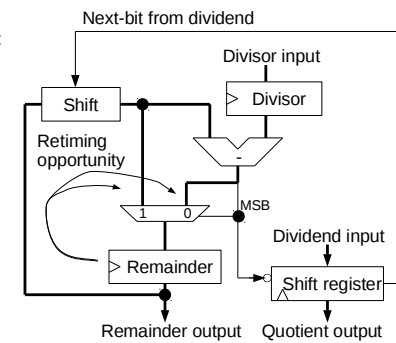 Next-bit from dividend
:
Divisor input
Shift
Divisor
Retiming
opportunity
-
1 0
MSB
Dividend input
Remainder
Shift register
Remainder output
Quotient output